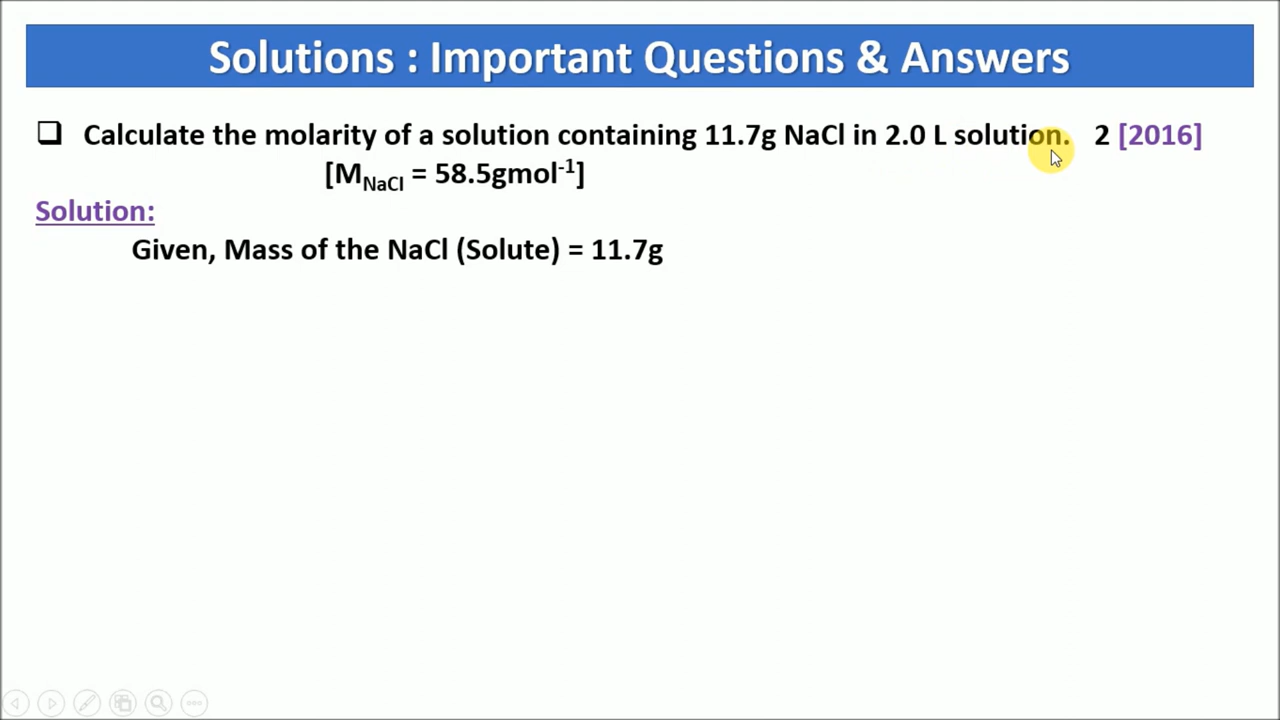 Solutions : Important Questions & Answers
❑ Calculate the molarity of a solution containing 11.7g NaCl in 2.0 L solution. 2 [2016]
[M_NaCl = 58.5gmol⁻¹]
Solution:
Given, Mass of the NaCl (Solute) = 11.7g